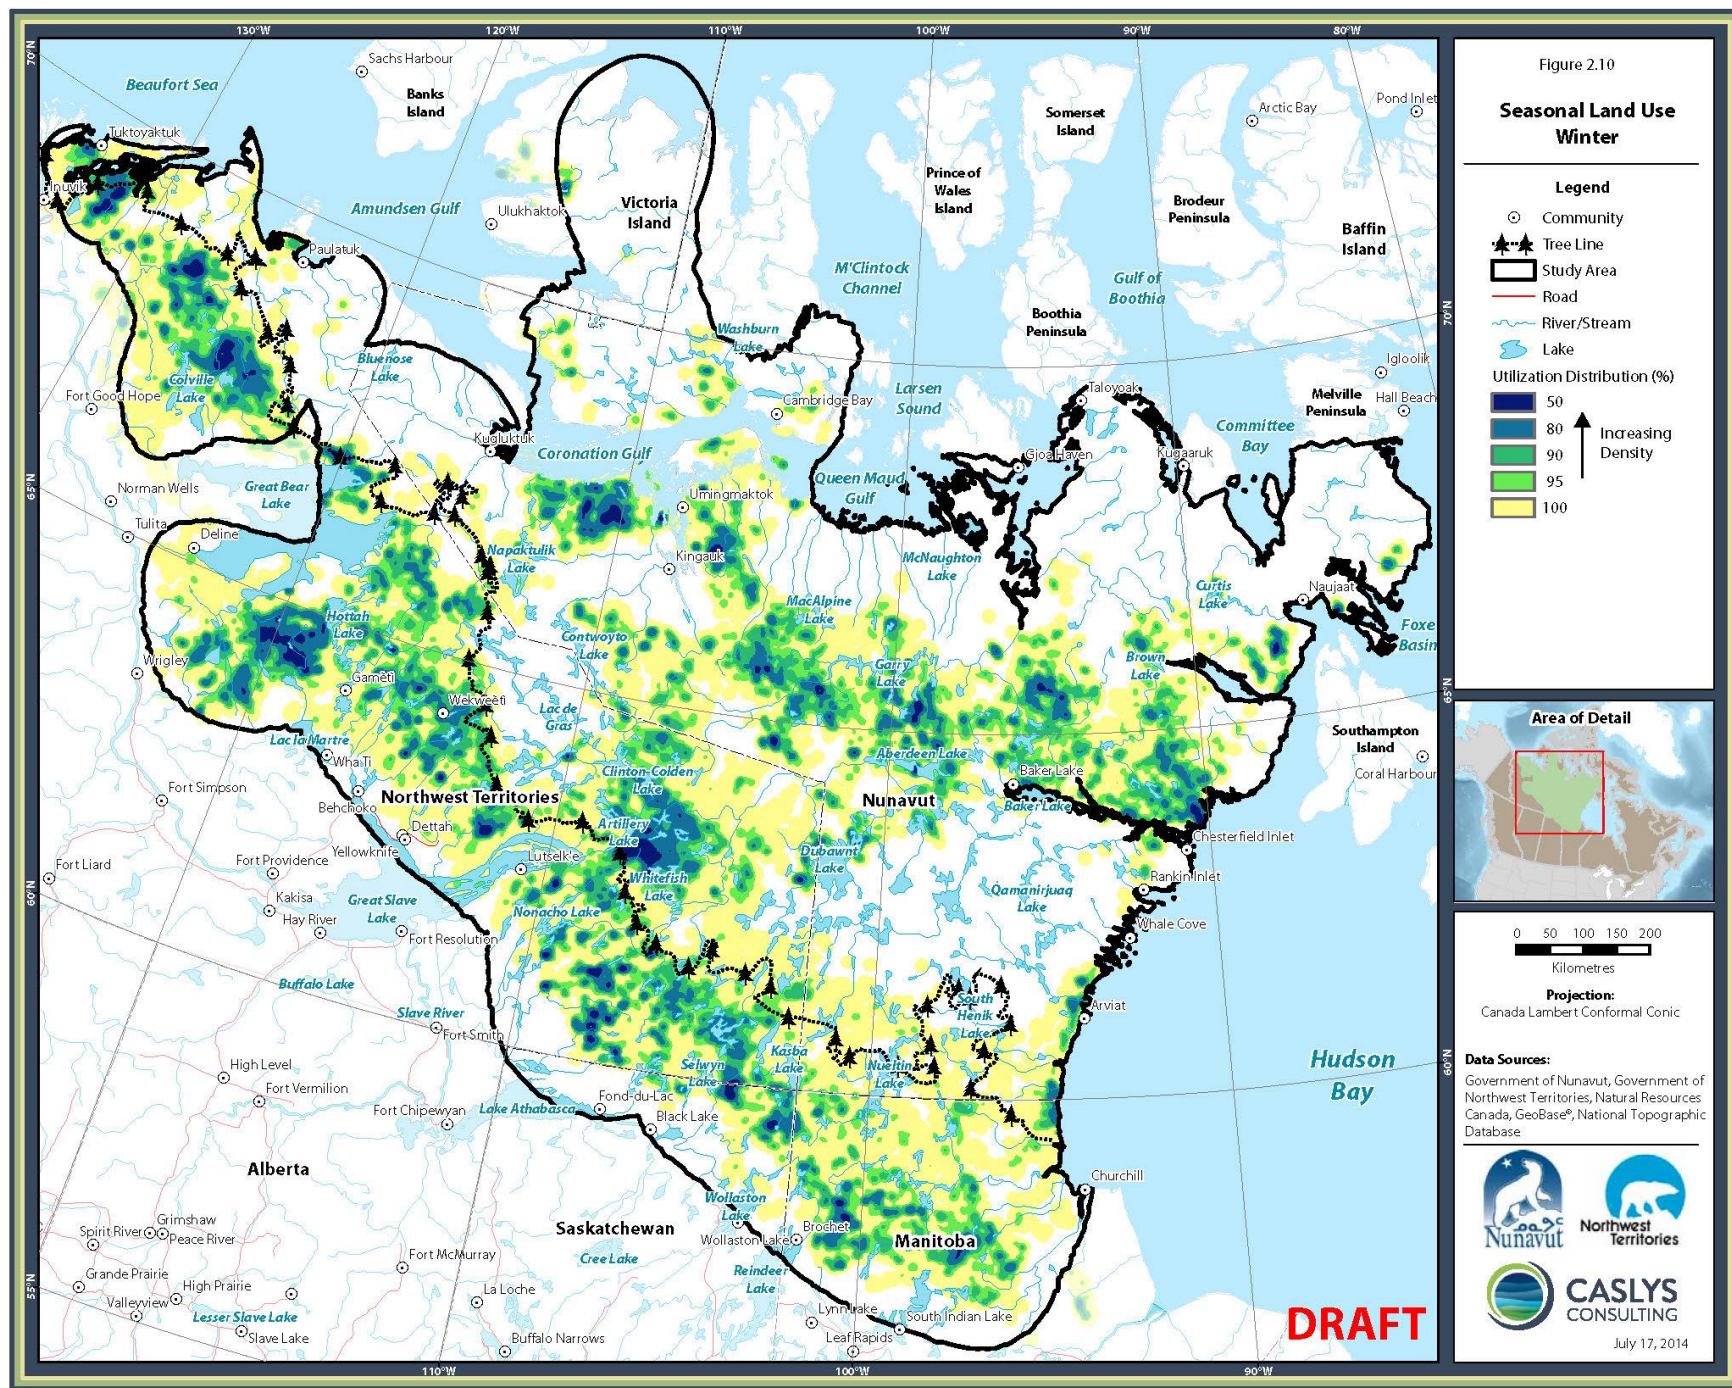 130°W
120°W
110°W
100°W
90°W
80°W
70°N
65°N
60°N
55°N
70°N
65°N
60°N
110°W
100°W
90°W
Beaufort Sea
Sachs Harbour
Banks
Island
Tuktoyaktuk
Inuvik
Amundsen Gulf
Ulukhaktok
Victoria
Island
Paulatuk
Prince of
Wales
Island
Somerset
Island
Arctic Bay
Pond Inlet
Brodeur
Peninsula
Baffin
Island
M'Clintock
Channel
Gulf of
Boothia
Boothia
Peninsula
Washburn
Lake
Bluenose
Lake
Colville
Lake
Fort Good Hope
Cambridge Bay
Larsen
Sound
Taloyoak
Igloolik
Melville
Peninsula
Hall Beach
Committee
Bay
Kugluktuk
Coronation Gulf
Gjoa Haven
Kugaaruk
Queen Maud
Gulf
Norman Wells
Great Bear
Lake
Umingmaktok
Tulita
Deline
Napaktulik
Lake
Kingauk
McNaughton
Lake
Curtis
Lake
Naujaat
MacAlpine
Lake
Hottah
Lake
Contwoyto
Lake
Foxe
Basin
Wrigley
Gamètì
Garry
Lake
Brown
Lake
Wekweètì
Lac de
Gras
Lac la Martre
Wha Ti
Aberdeen Lake
Southampton
Island
Coral Harbour
Clinton-Colden
Lake
Baker Lake
Baker Lake
Fort Simpson
Behchoko
Northwest Territories
Nunavut
Dettah
Yellowknife
Artillery
Lake
Chesterfield Inlet
Fort Liard
Fort Providence
Lutselk'e
Dubawnt
Lake
Kakisa
Great Slave
Lake
Whitefish
Lake
Qamanirjuaq
Lake
Rankin Inlet
Hay River
Nonacho Lake
Whale Cove
Fort Resolution
Buffalo Lake
Slave River
Fort Smith
South
Henik
Lake
Arviat
High Level
Fort Vermilion
Selwyn
Lake
Kasba
Lake
Nueltin
Lake
Hudson
Bay
Fort Chipewyan
Lake Athabasca
Fond-du-Lac
Black Lake
Alberta
Churchill
Wollaston
Lake
Saskatchewan
Grimshaw
Spirit River
Peace River
Wollaston Lake
Brochet
Manitoba
Fort McMurray
Cree Lake
Grande Prairie
High Prairie
La Loche
Reindeer
Lake
Valleyview
Lesser Slave Lake
Slave Lake
Buffalo Narrows
Lynn Lake
South Indian Lake
Leaf Rapids
DRAFT
Figure 2.10
Seasonal Land Use
Winter
Legend
Community
Tree Line
Study Area
Road
River/Stream
Lake
Utilization Distribution (%)
50
80
90
95
100
Increasing
Density
Area of Detail
0 50 100 150 200
Kilometres
Projection:
Canada Lambert Conformal Conic
Data Sources:
Government of Nunavut, Government of
Northwest Territories, Natural Resources
Canada, GeoBase®, National Topographic
Database
ᓄᓇᕗᑦ
Nunavut
Northwest
Territories
CASLYS
CONSULTING
July 17, 2014